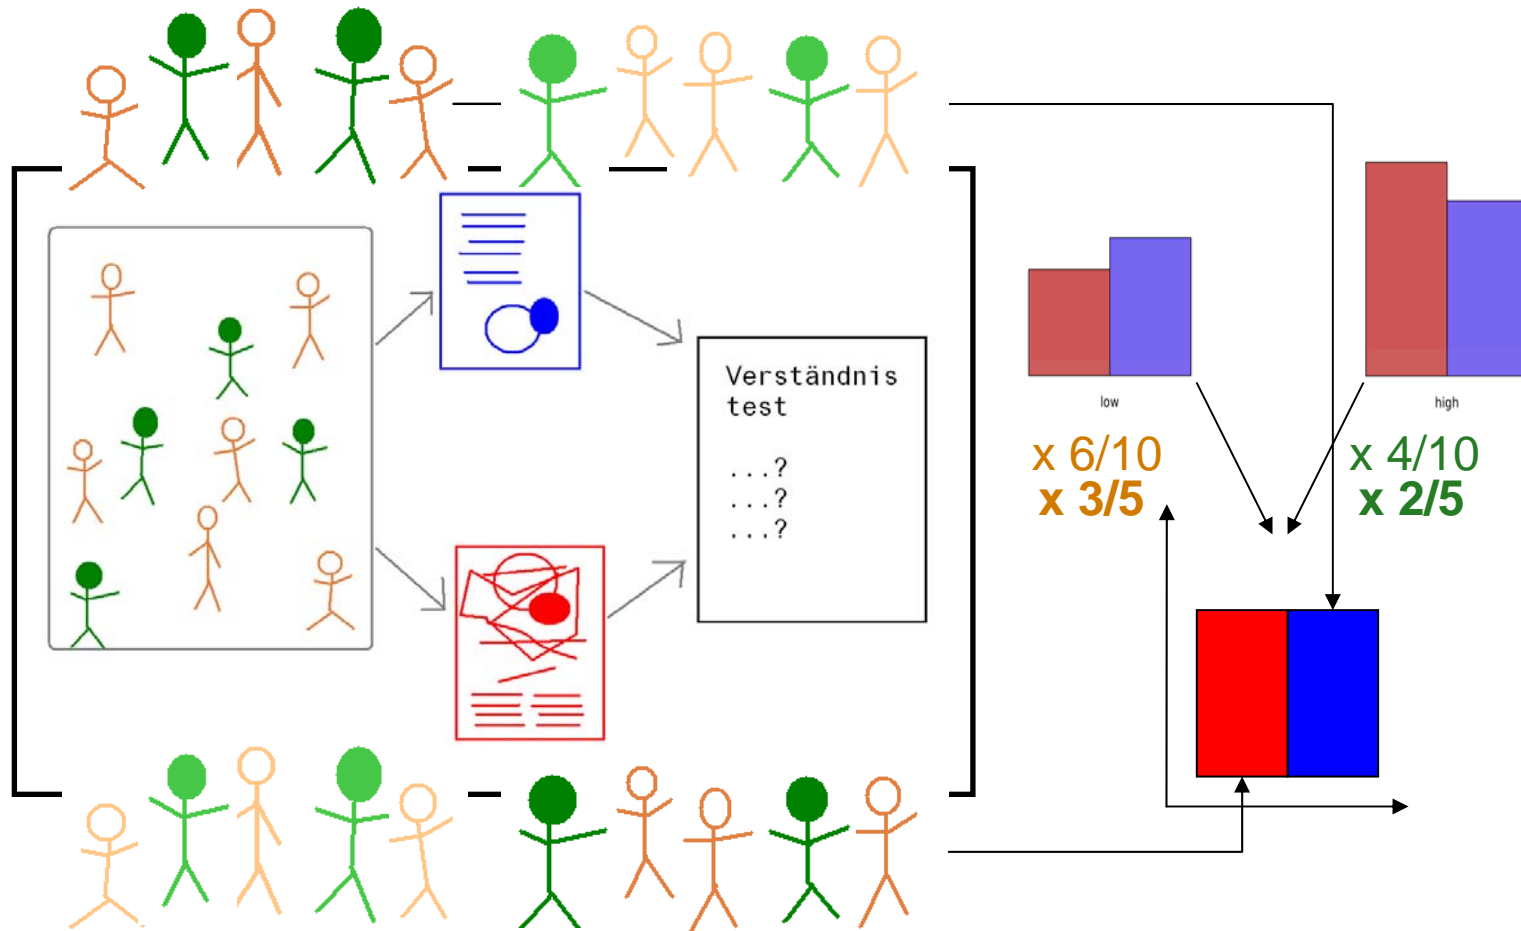 Verständnis
test
...?
...?
...?
low
high
x 6/10
x 3/5
x 4/10
x 2/5